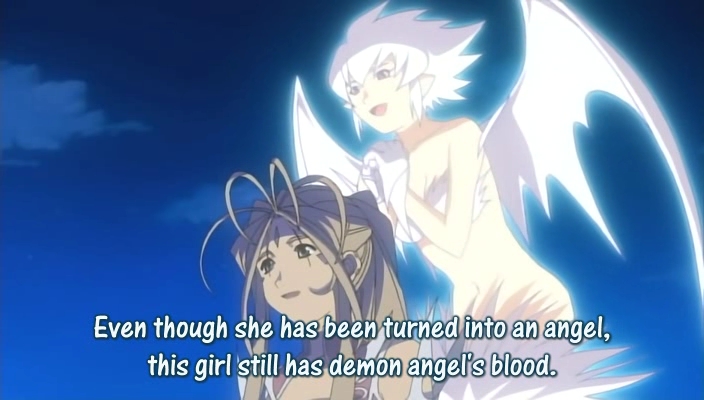 Even though she has been turned into an angel,
this girl still has demon angel's blood.